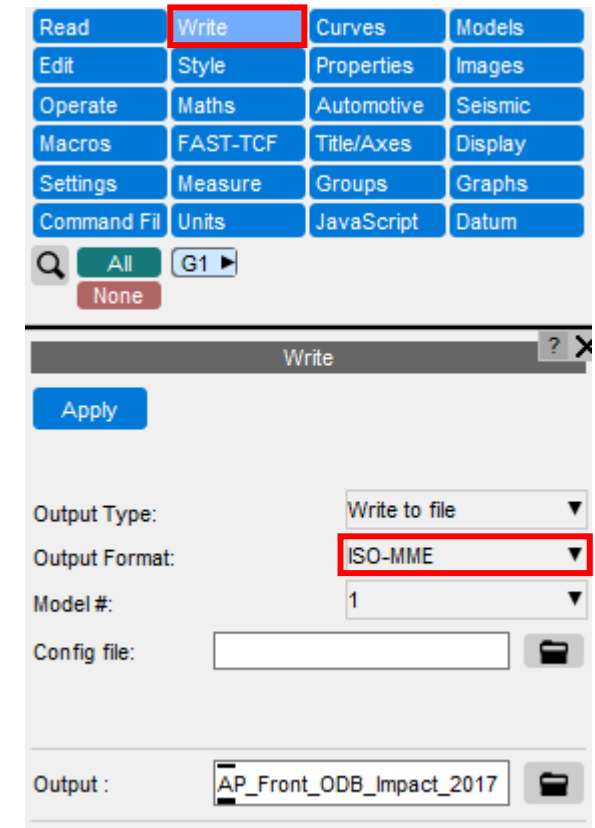 Read Write Curves Models
Edit Style Properties Images
Operate Maths Automotive Seismic
Macros FAST-TCF Title/Axes Display
Settings Measure Groups Graphs
Command Fil Units JavaScript Datum
All G1
None
Write ?
Apply
Output Type: Write to file
Output Format: ISO-MME
Model #: 1
Config file:
Output : AP_Front_ODB_Impact_2017